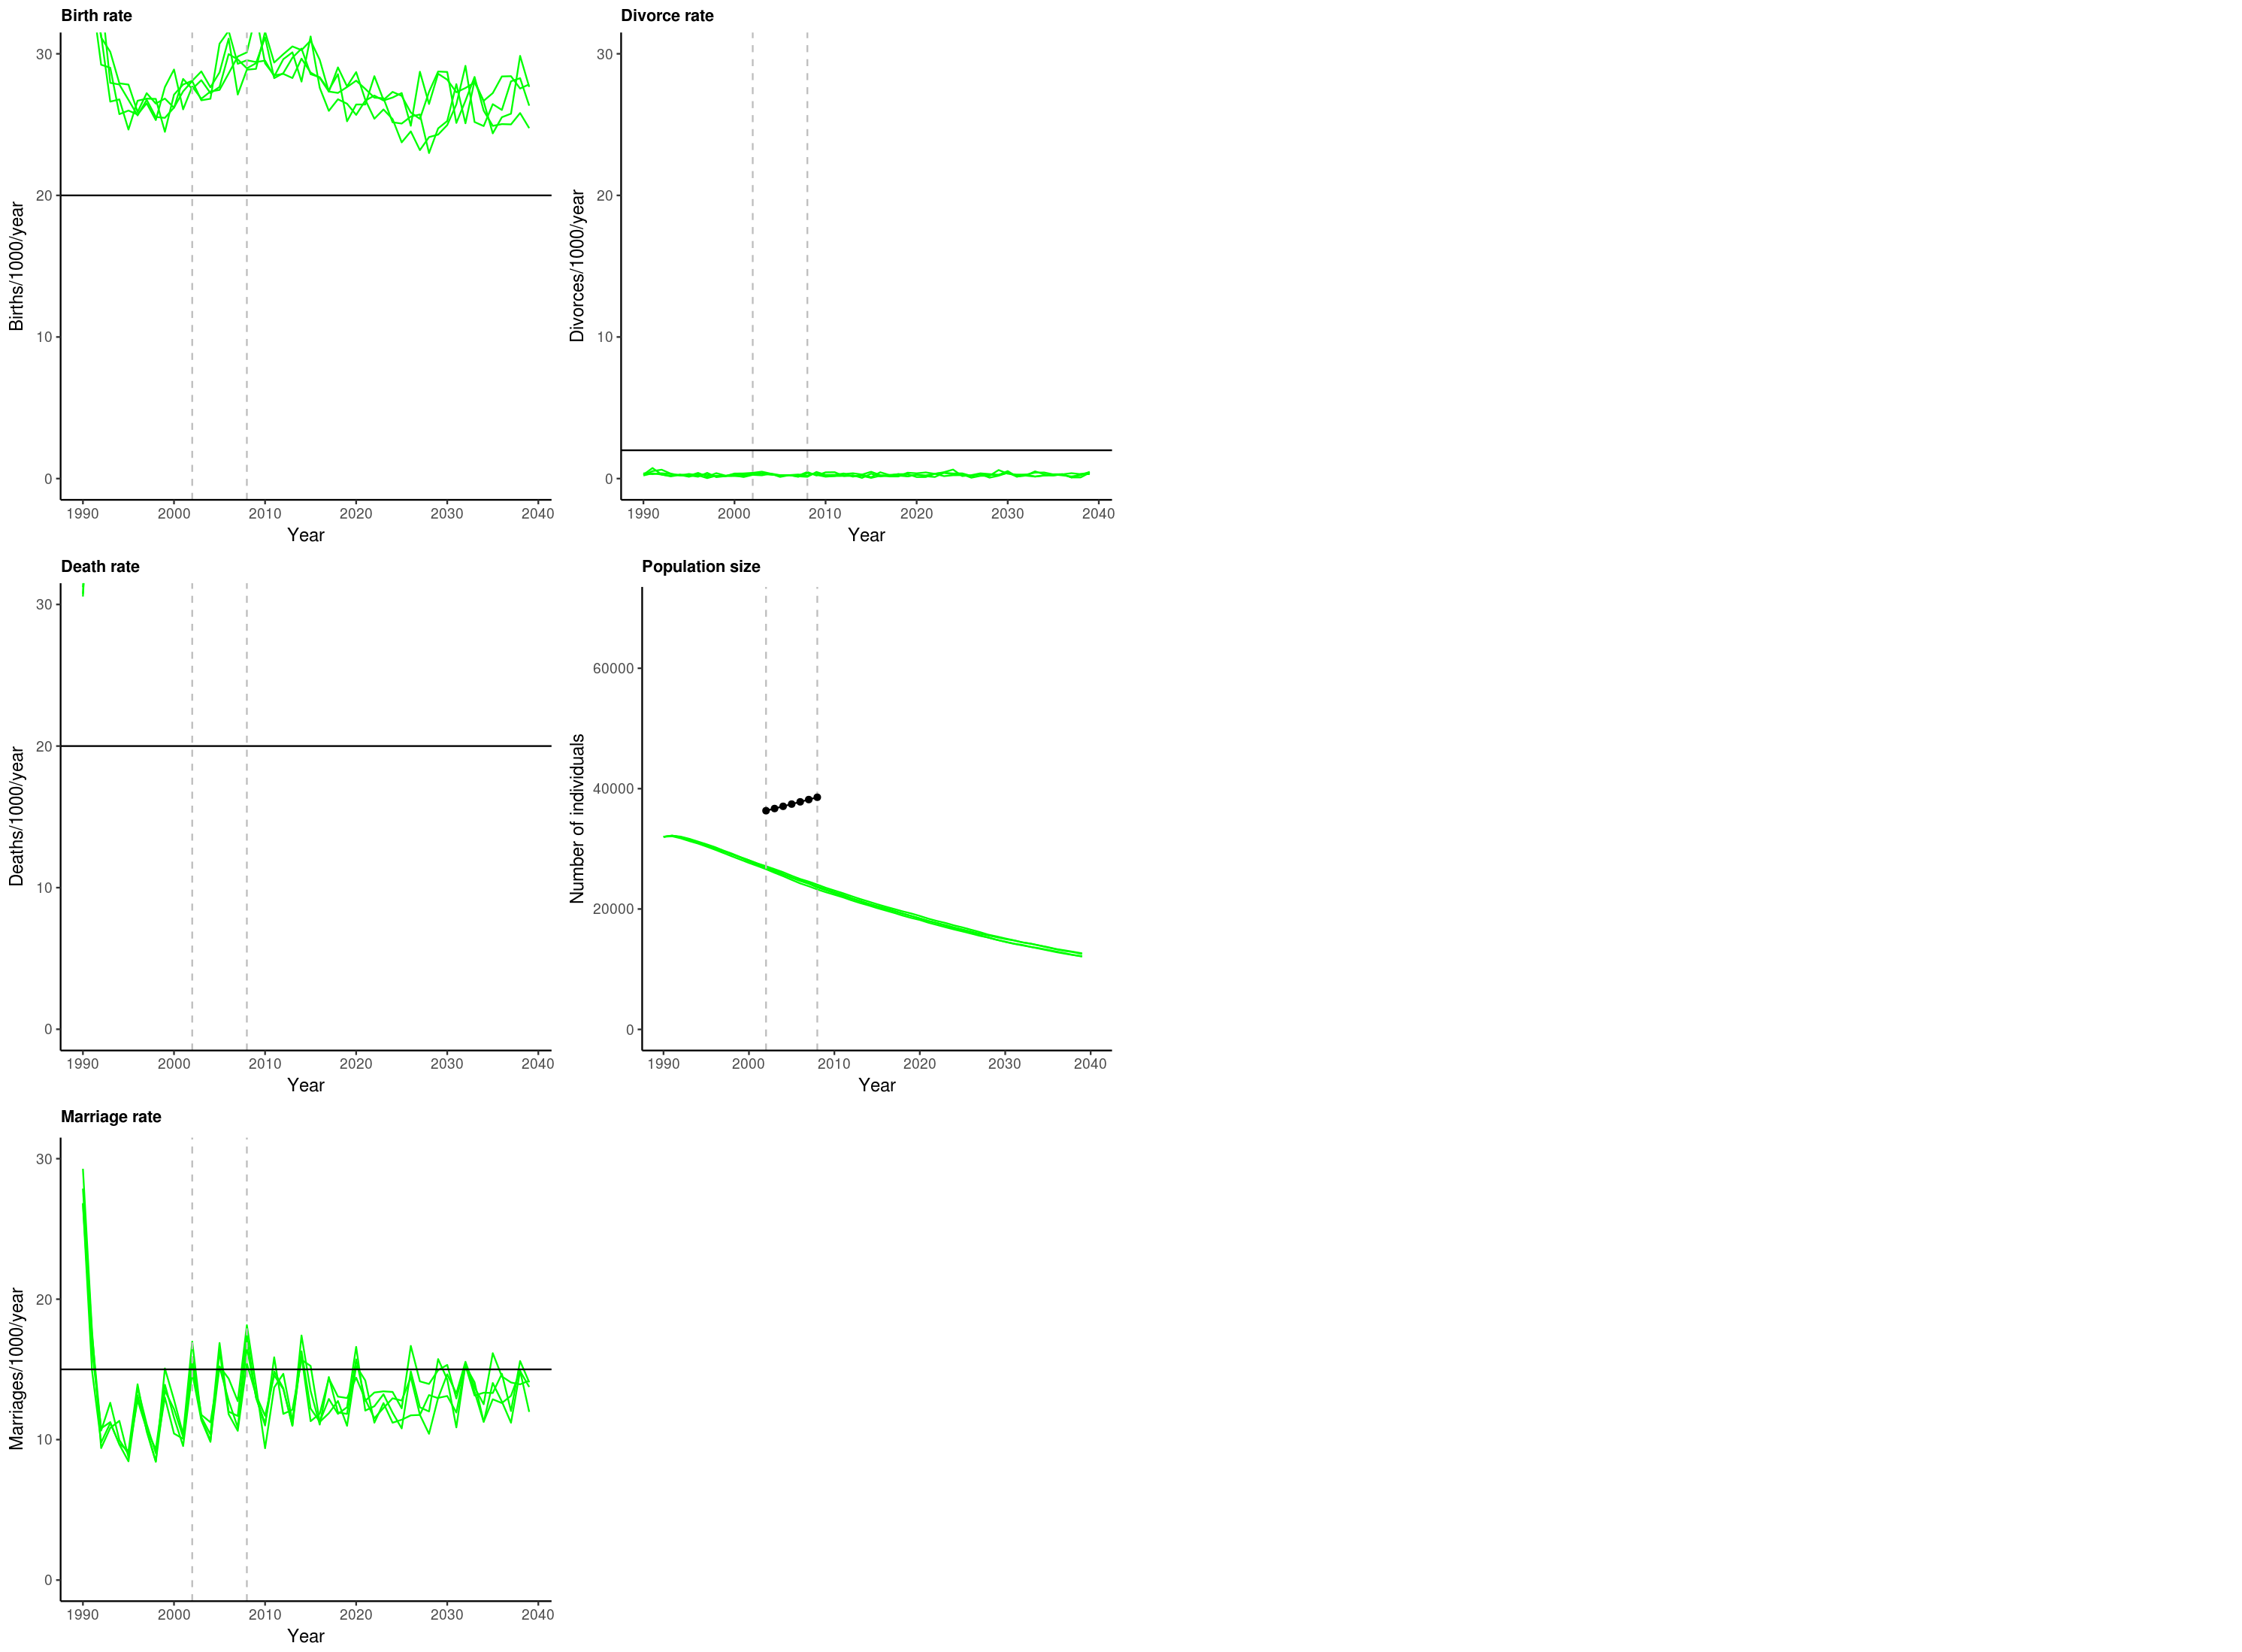 Birth rate
Births/1000/year
30
20
10
0
1990 2000 2010 2020 2030 2040
Year
Divorce rate
Divorces/1000/year
30
20
10
0
1990 2000 2010 2020 2030 2040
Year
Death rate
Deaths/1000/year
30
20
10
0
1990 2000 2010 2020 2030 2040
Year
Population size
Number of individuals
60000
40000
20000
0
1990 2000 2010 2020 2030 2040
Year
Marriage rate
Marriages/1000/year
30
20
10
0
1990 2000 2010 2020 2030 2040
Year